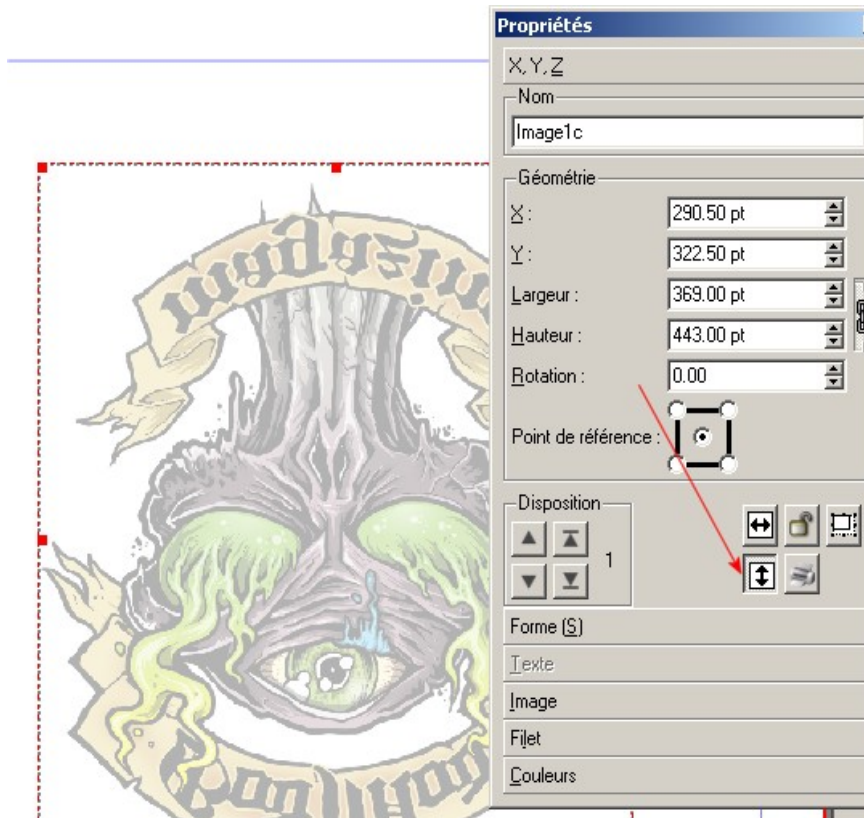 Propriétés
X, Y, Z
Nom
Image1c
Géométrie
X : 290.50 pt
Y : 322.50 pt
Largeur : 369.00 pt
Hauteur : 443.00 pt
Rotation : 0.00
Point de référence :
Disposition
1
Forme (S)
Texte
Image
Filet
Couleurs